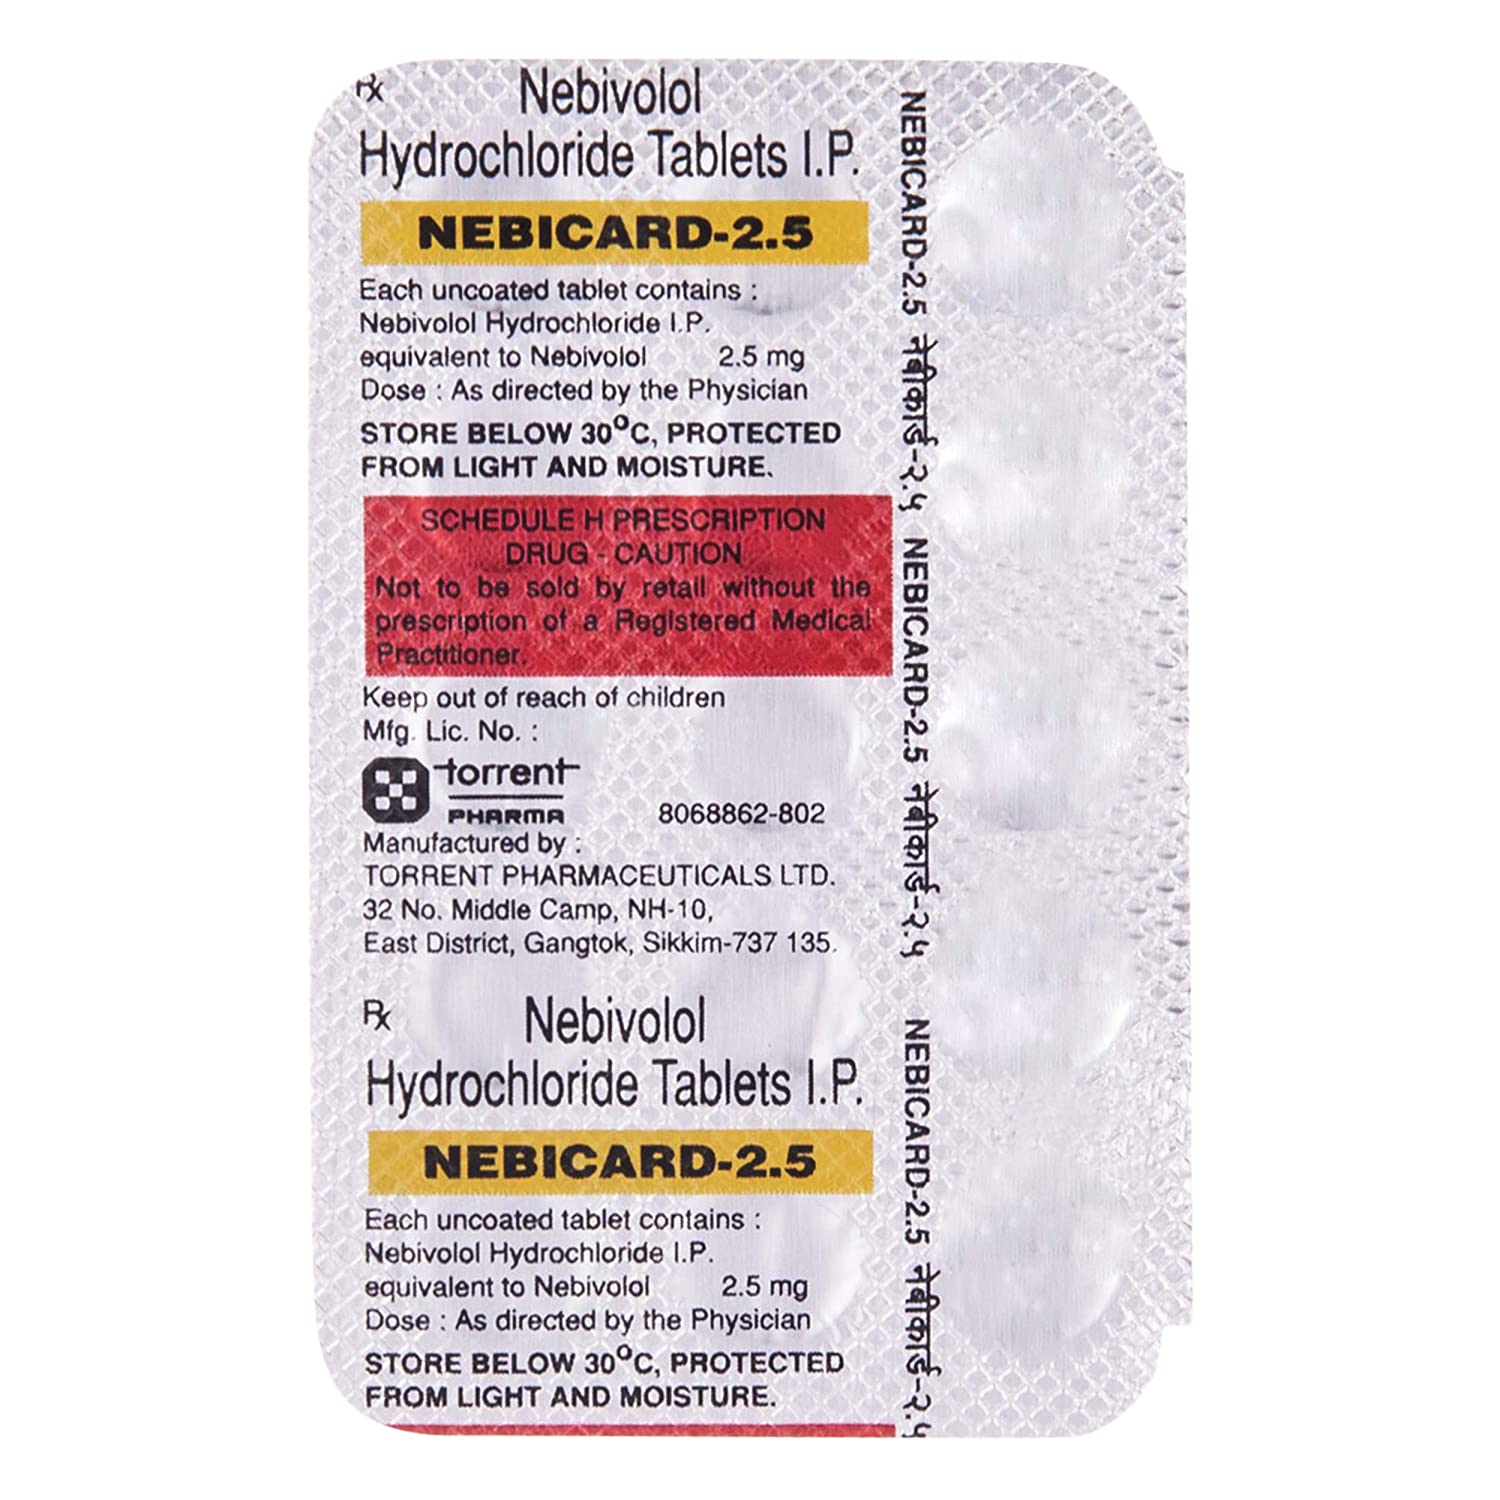 Rx Nebivolol
Hydrochloride Tablets I.P.
NEBICARD-2.5
Each uncoated tablet contains :
Nebivolol Hydrochloride I.P.
equivalent to Nebivolol 2.5 mg
Dose : As directed by the Physician
STORE BELOW 30°C, PROTECTED
FROM LIGHT AND MOISTURE.
SCHEDULE H PRESCRIPTION
DRUG - CAUTION
Not to be sold by retail without the
prescription of a Registered Medical
Practitioner.
Keep out of reach of children
Mfg. Lic. No. :
torrent
PHARMA 8068862-802
Manufactured by :
TORRENT PHARMACEUTICALS LTD.
32 No. Middle Camp, NH-10,
East District, Gangtok, Sikkim-737 135.
Rx Nebivolol
Hydrochloride Tablets I.P.
NEBICARD-2.5
Each uncoated tablet contains :
Nebivolol Hydrochloride I.P.
equivalent to Nebivolol 2.5 mg
Dose : As directed by the Physician
STORE BELOW 30°C, PROTECTED
FROM LIGHT AND MOISTURE.
NEBICARD-2.5 नेबीकार्ड-२.५ NEBICARD-2.5 नेबीकार्ड-२.५ NEBICARD-2.5 नेबीकार्ड-२.५